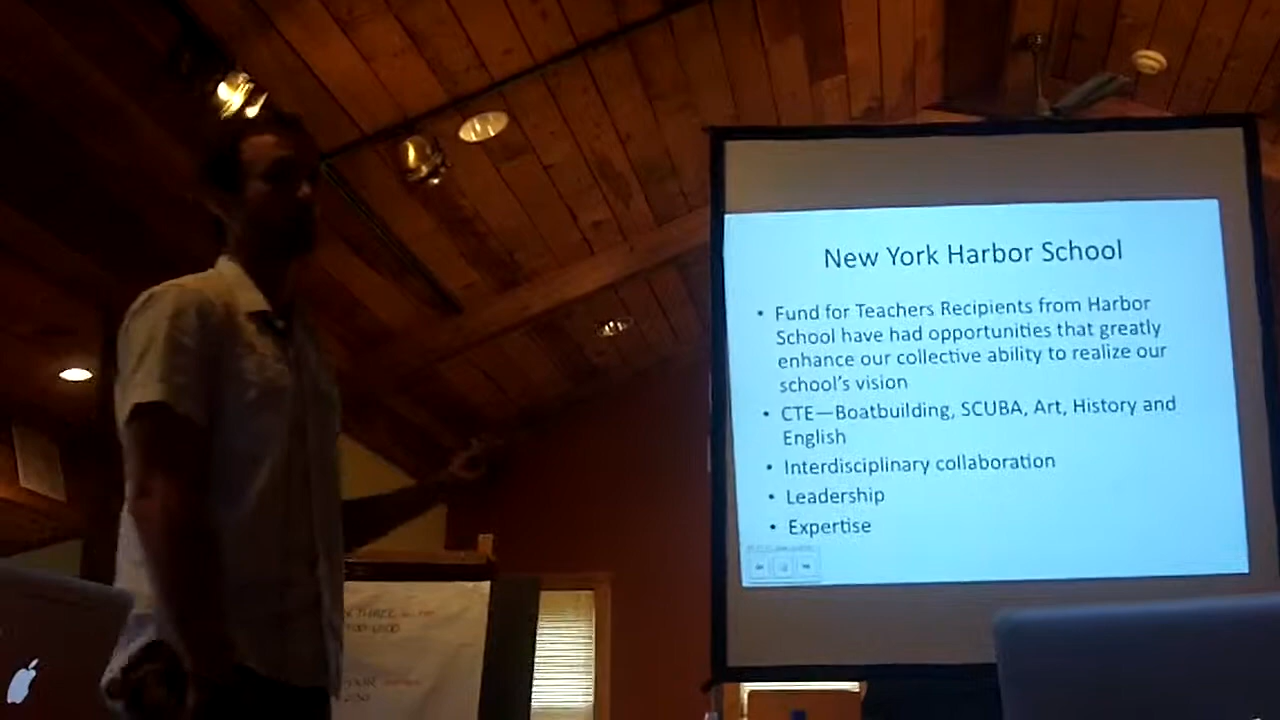 New York Harbor School
• Fund for Teachers Recipients from Harbor
School have had opportunities that greatly
enhance our collective ability to realize our
school's vision
• CTE—Boatbuilding, SCUBA, Art, History and
English
• Interdisciplinary collaboration
• Leadership
• Expertise